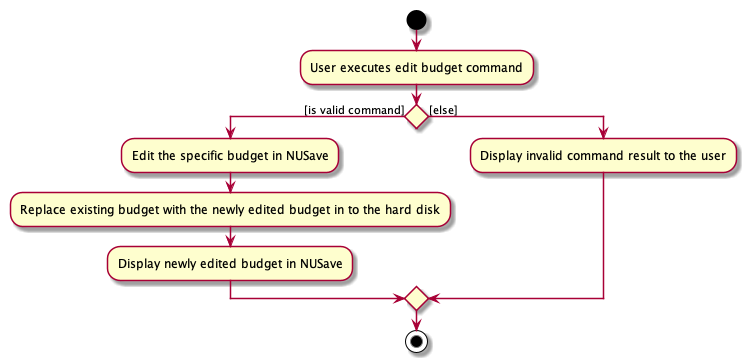 User executes edit budget command
[is valid command]
[else]
Edit the specific budget in NUSave
Display invalid command result to the user
Replace existing budget with the newly edited budget in to the hard disk
Display newly edited budget in NUSave